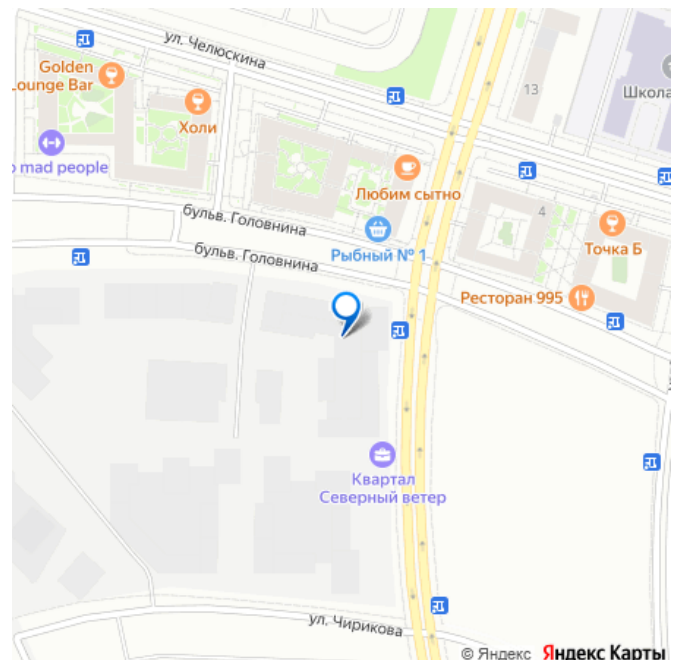 ул. Челюскина
Golden
ounge Bar
Холи
13
Школа
mad people
Любим сытно
бульв. Головнина
4
Рыбный № 1
Точка Б
бульв. Головнина
Ресторан 995
Квартал
Северный ветер
ул. Чирикова
© Яндекс Яндекс Карты